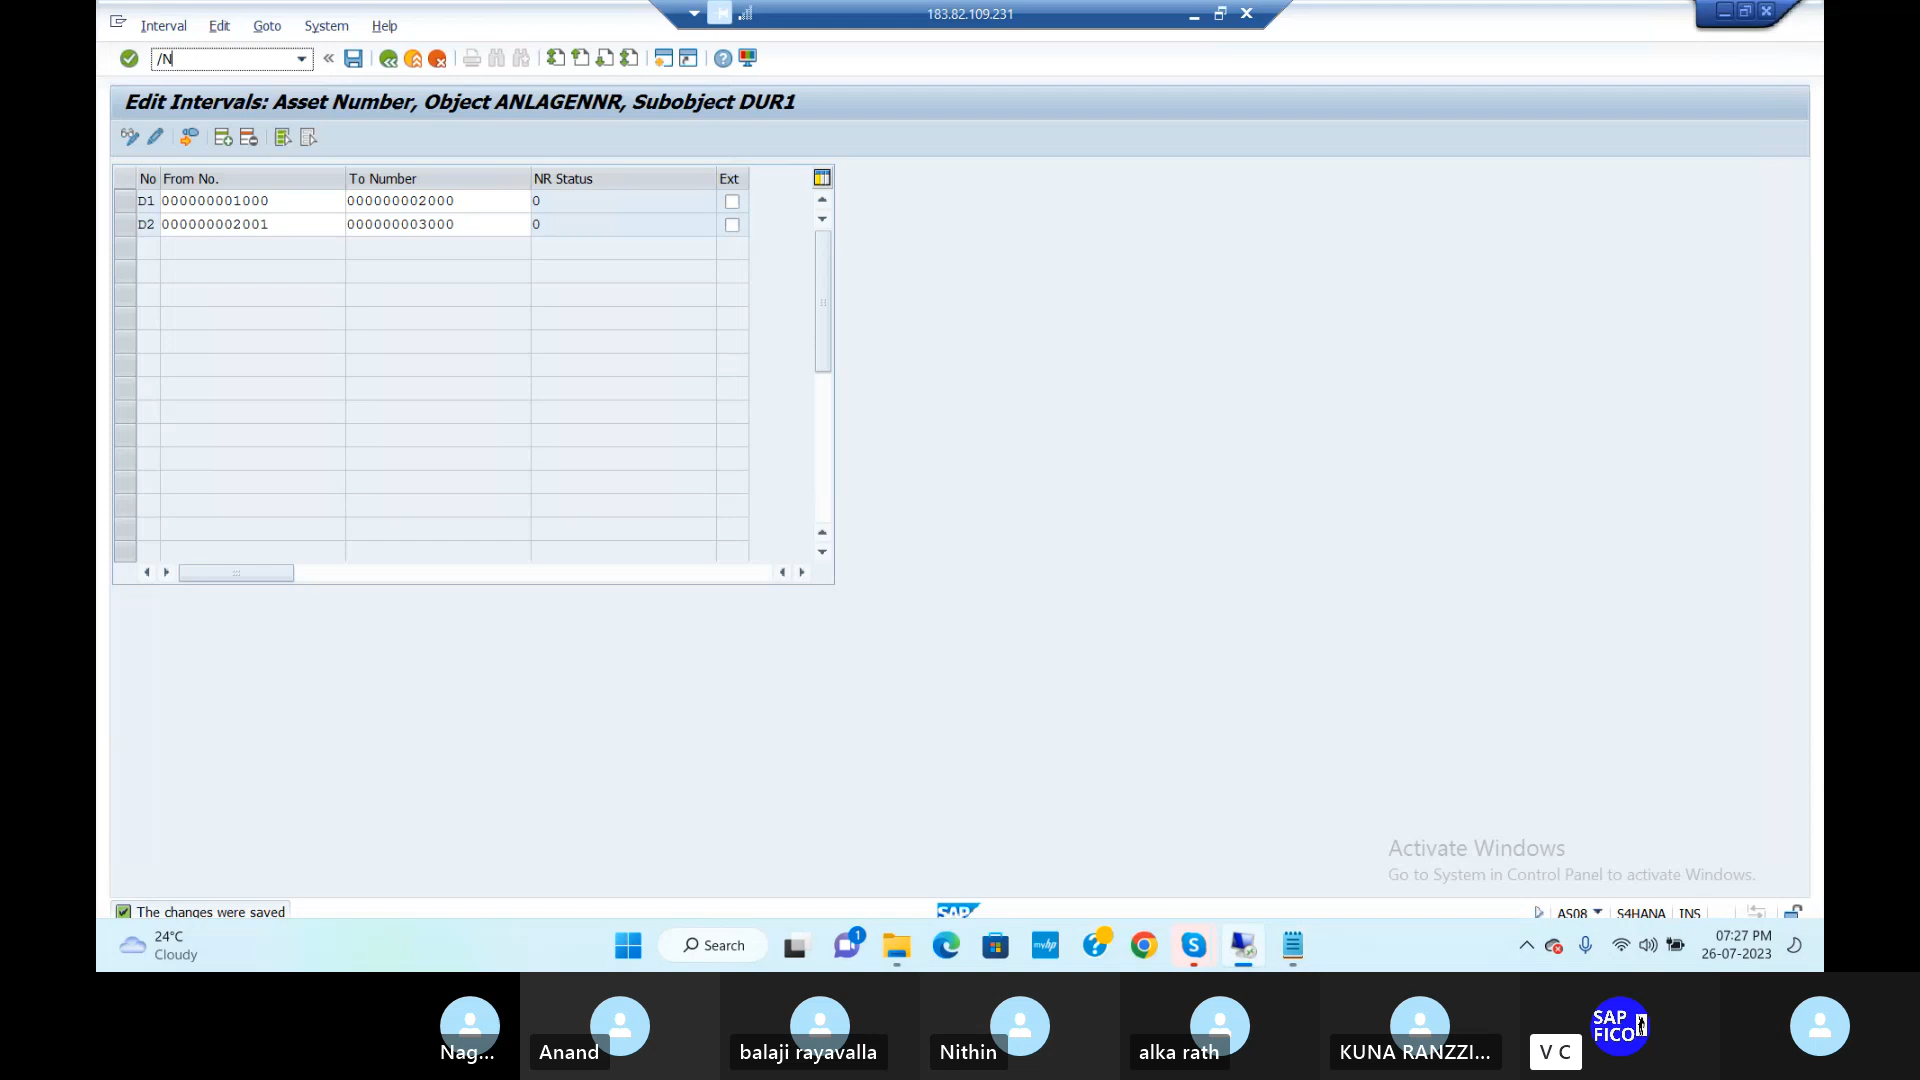 183.82.109.231
Interval Edit Goto System Help
/N
Edit Intervals: Asset Number, Object ANLAGENNR, Subobject DUR1
No From No. To Number NR Status Ext
D1 000000001000 000000002000 0
D2 000000002001 000000003000 0
Activate Windows
Go to System in Control Panel to activate Windows.
The changes were saved
SAP
AS08 S4HANA INS
24°C
Cloudy
Search
1
myhp
07:27 PM
26-07-2023
SAP
FICO
Nag...
Anand
balaji rayavalla
Nithin
alka rath
KUNA RANZZI...
V C